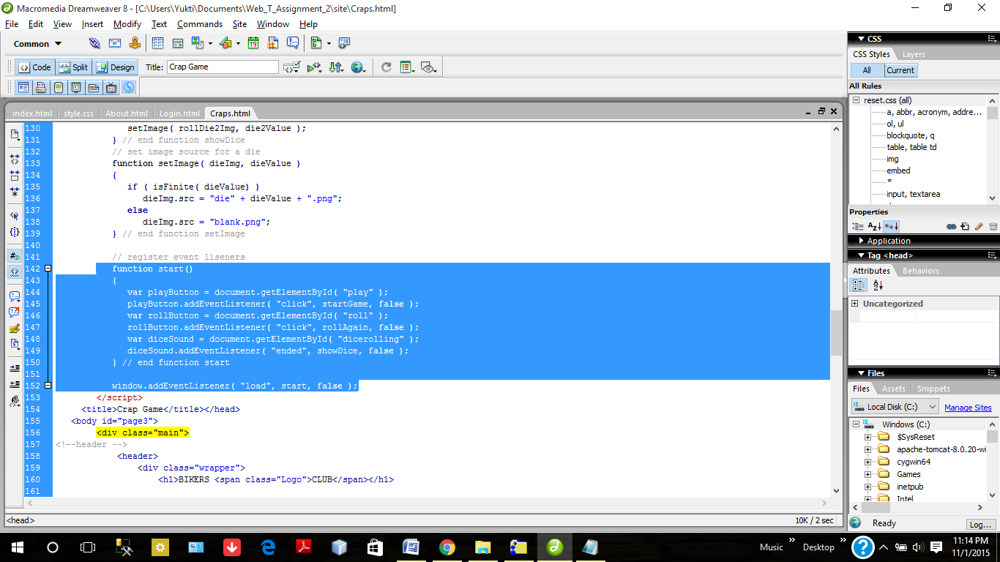 Macromedia Dreamweaver 8 - [C:\Users\Yukti\Documents\Web_T_Assignment_2\site\Craps.html]
File Edit View Insert Modify Text Commands Site Window Help
Common
Code Split Design Title: Crap Game
index.html style.css About.html Login.html Craps.html
130 setImage( rollDie2Img, die2Value );
131 } // end function showDice
132 // set image source for a die
133 function setImage( dieImg, dieValue )
134 {
135 if ( isFinite( dieValue) )
136 dieImg.src = "die" + dieValue + ".png";
137 else
138 dieImg.src = "blank.png";
139 } // end function setImage
140
141 // register event liseners
142 function start()
143 {
144 var playButton = document.getElementById( "play" );
145 playButton.addEventListener( "click", startGame, false );
146 var rollButton = document.getElementById( "roll" );
147 rollButton.addEventListener( "click", rollAgain, false );
148 var diceSound = document.getElementById( "dicerolling" );
149 diceSound.addEventListener( "ended", showDice, false );
150 } // end function start
151
152 window.addEventListener( "load", start, false );
153 </script>
154 <title>Crap Game</title></head>
155 <body id="page3">
156 <div class="main">
157 <!--header -->
158 <header>
159 <div class="wrapper">
160 <h1>BIKERS <span class="Logo">CLUB</span></h1>
161
<head>
10K / 2 sec
CSS
CSS Styles Layers
All Current
All Rules
reset.css (all)
a, abbr, acronym, addre...
ol, ul
blockquote, q
table, table td
img
embed
*
input, textarea
Properties
Application
Tag <head>
Attributes Behaviors
Uncategorized
Files
Files Assets Snippets
Local Disk (C:) Manage Sites
Windows (C:)
$SysReset
apache-tomcat-8.0.20-wi
cygwin64
Games
inetpub
Intel
Ready Log...
Music Desktop
11:14 PM
11/1/2015